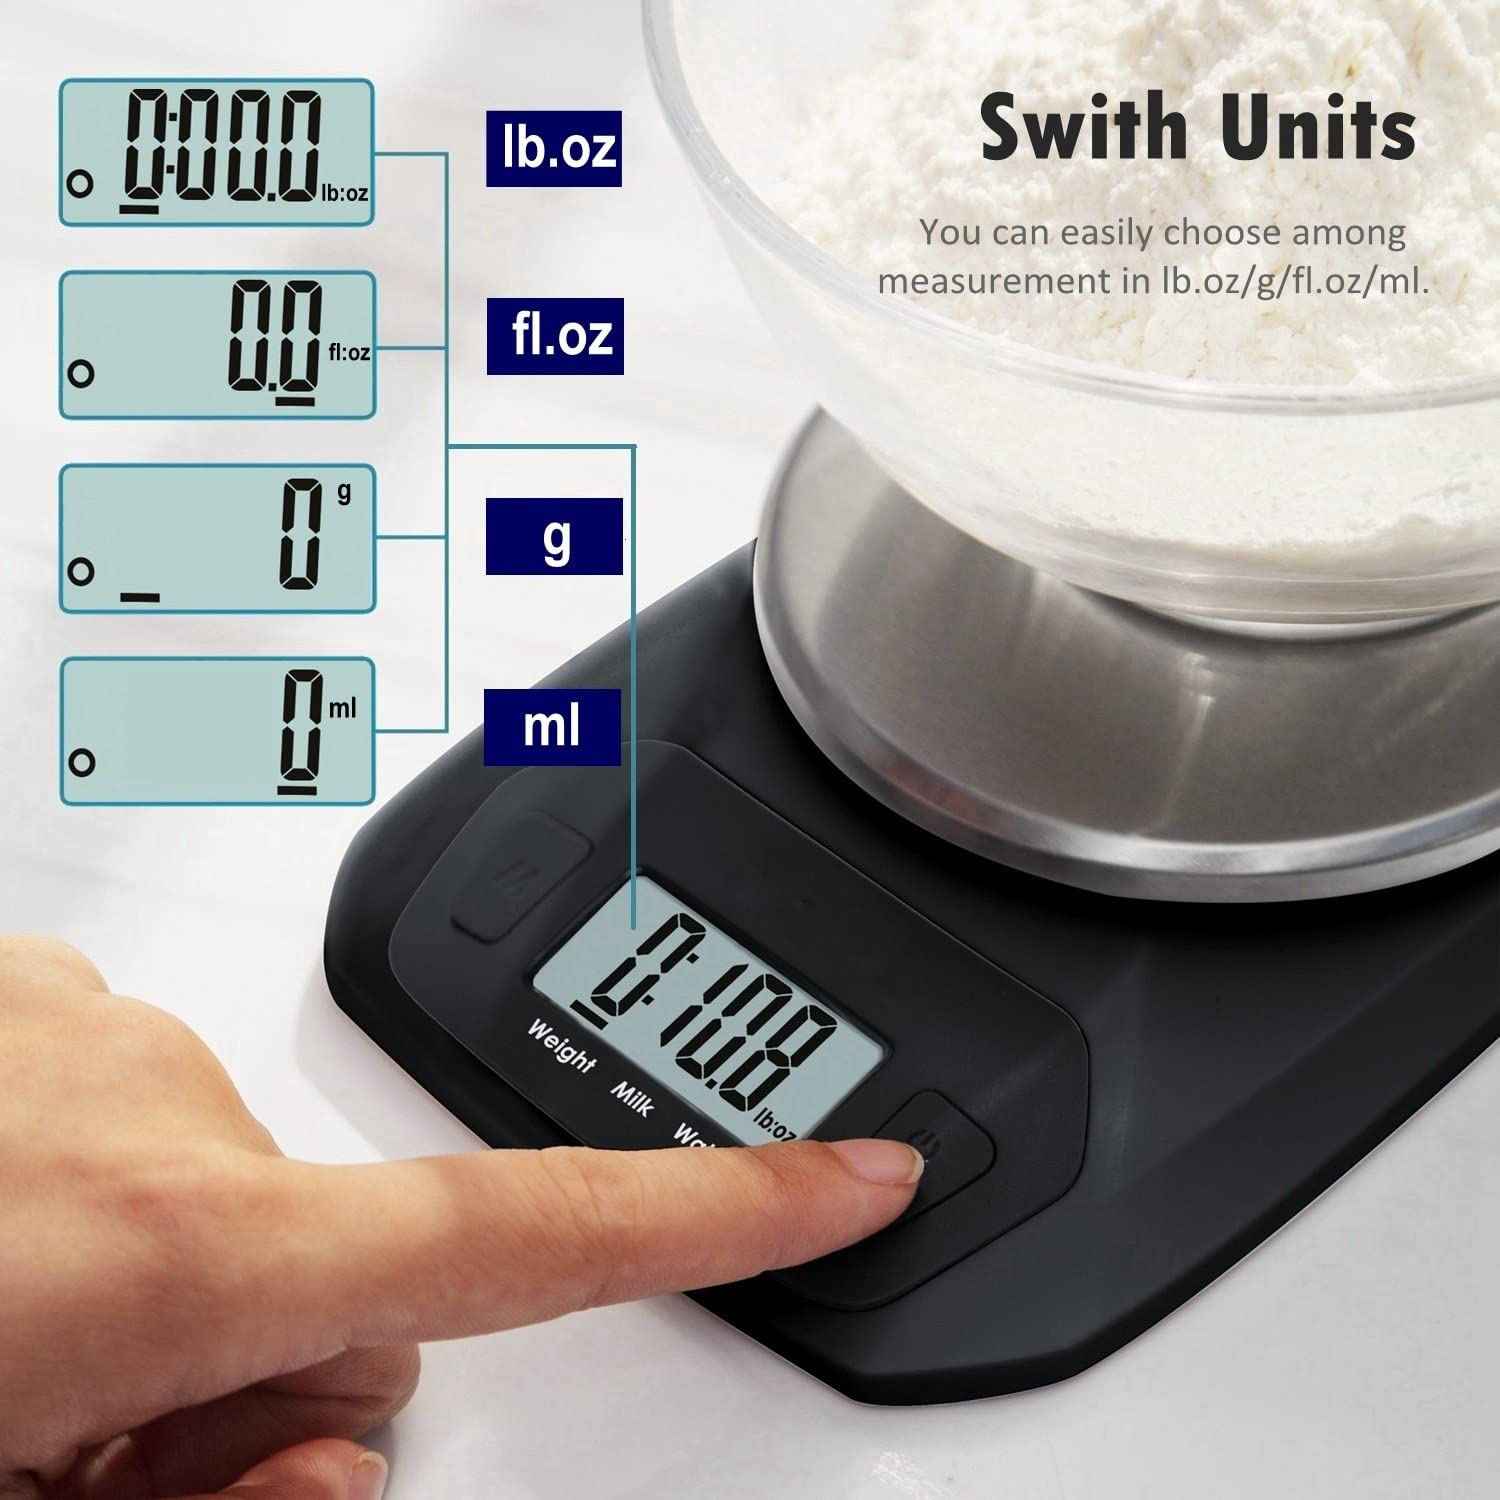 Swith Units
You can easily choose among
measurement in lb.oz/g/fl.oz/ml.
0:00.0 lb:oz
lb.oz
0.0 fl:oz
fl.oz
0 g
g
0 ml
ml
0:10.8 lb:oz
Weight
Milk